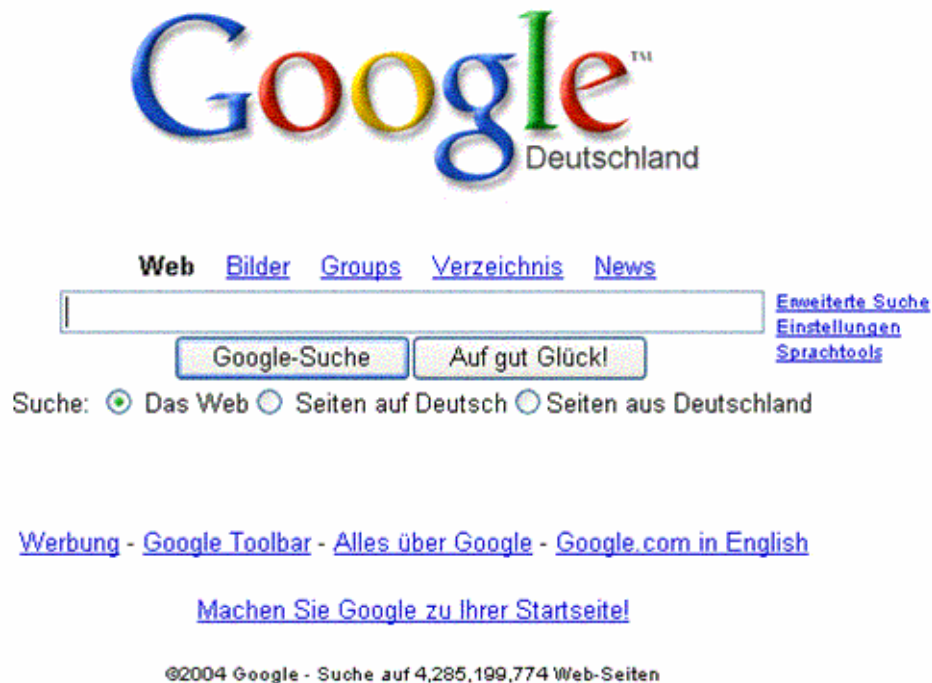 Google™
Deutschland
Web Bilder Groups Verzeichnis News
Erweiterte Suche
Einstellungen
Sprachtools
Google-Suche Auf gut Glück!
Suche: Das Web Seiten auf Deutsch Seiten aus Deutschland
Werbung - Google Toolbar - Alles über Google - Google.com in English
Machen Sie Google zu Ihrer Startseite!
©2004 Google - Suche auf 4,285,199,774 Web-Seiten